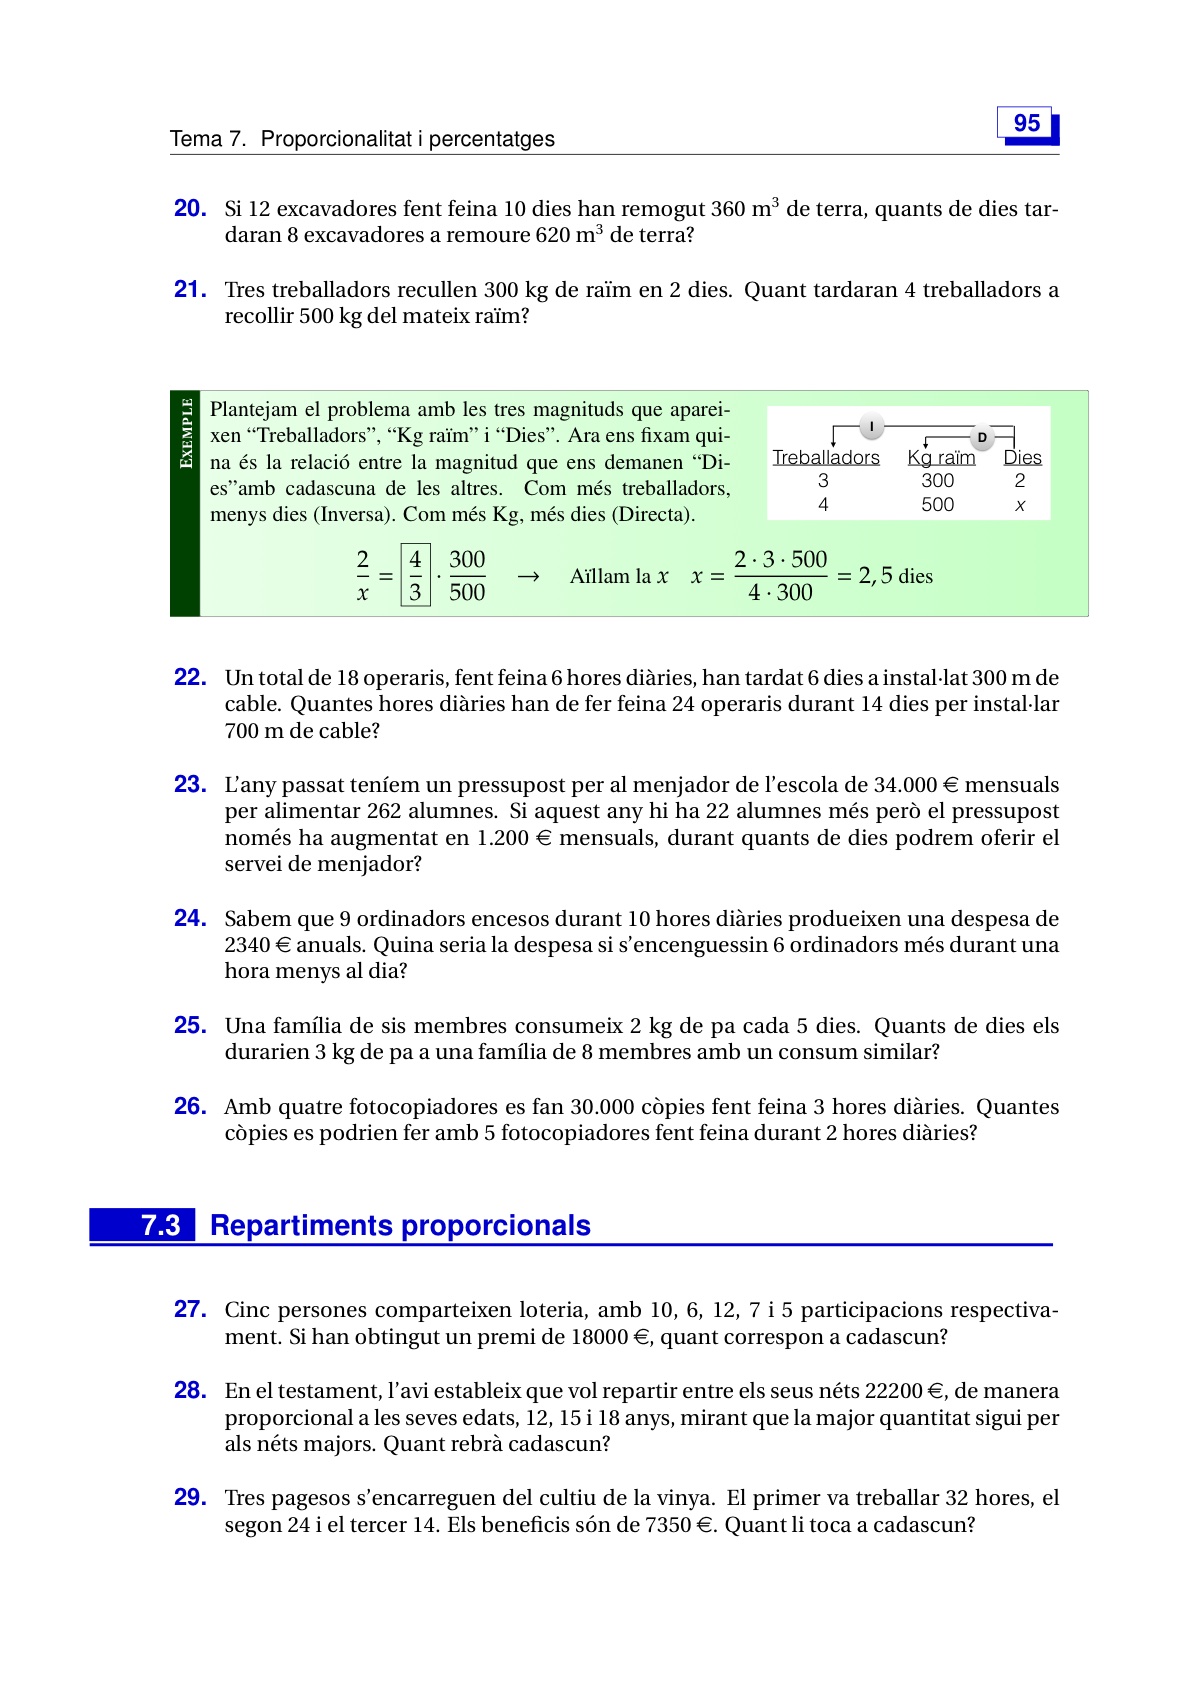 Tema 7. Proporcionalitat i percentatges
95
20. Si 12 excavadores fent feina 10 dies han remogut 360 m³ de terra, quants de dies tar-
daran 8 excavadores a remoure 620 m³ de terra?
21. Tres treballadors recullen 300 kg de raïm en 2 dies. Quant tardaran 4 treballadors a
recollir 500 kg del mateix raïm?
EXEMPLE
Plantejam el problema amb les tres magnituds que aparei-
xen “Treballadors”, “Kg raïm” i “Dies”. Ara ens fixam qui-
na és la relació entre la magnitud que ens demanen “Di-
es”amb cadascuna de les altres. Com més treballadors,
menys dies (Inversa). Com més Kg, més dies (Directa).
I
D
Treballadors Kg raïm Dies
3 300 2
4 500 x
2/x = 4/3 · 300/500 → Aïllam la x x = 2 · 3 · 500 / 4 · 300 = 2, 5 dies
22. Un total de 18 operaris, fent feina 6 hores diàries, han tardat 6 dies a instal·lat 300 m de
cable. Quantes hores diàries han de fer feina 24 operaris durant 14 dies per instal·lar
700 m de cable?
23. L’any passat teníem un pressupost per al menjador de l’escola de 34.000 € mensuals
per alimentar 262 alumnes. Si aquest any hi ha 22 alumnes més però el pressupost
només ha augmentat en 1.200 € mensuals, durant quants de dies podrem oferir el
servei de menjador?
24. Sabem que 9 ordinadors encesos durant 10 hores diàries produeixen una despesa de
2340 € anuals. Quina seria la despesa si s’encenguessin 6 ordinadors més durant una
hora menys al dia?
25. Una família de sis membres consumeix 2 kg de pa cada 5 dies. Quants de dies els
durarien 3 kg de pa a una família de 8 membres amb un consum similar?
26. Amb quatre fotocopiadores es fan 30.000 còpies fent feina 3 hores diàries. Quantes
còpies es podrien fer amb 5 fotocopiadores fent feina durant 2 hores diàries?
7.3 Repartiments proporcionals
27. Cinc persones comparteixen loteria, amb 10, 6, 12, 7 i 5 participacions respectiva-
ment. Si han obtingut un premi de 18000 €, quant correspon a cadascun?
28. En el testament, l’avi estableix que vol repartir entre els seus néts 22200 €, de manera
proporcional a les seves edats, 12, 15 i 18 anys, mirant que la major quantitat sigui per
als néts majors. Quant rebrà cadascun?
29. Tres pagesos s’encarreguen del cultiu de la vinya. El primer va treballar 32 hores, el
segon 24 i el tercer 14. Els beneficis són de 7350 €. Quant li toca a cadascun?